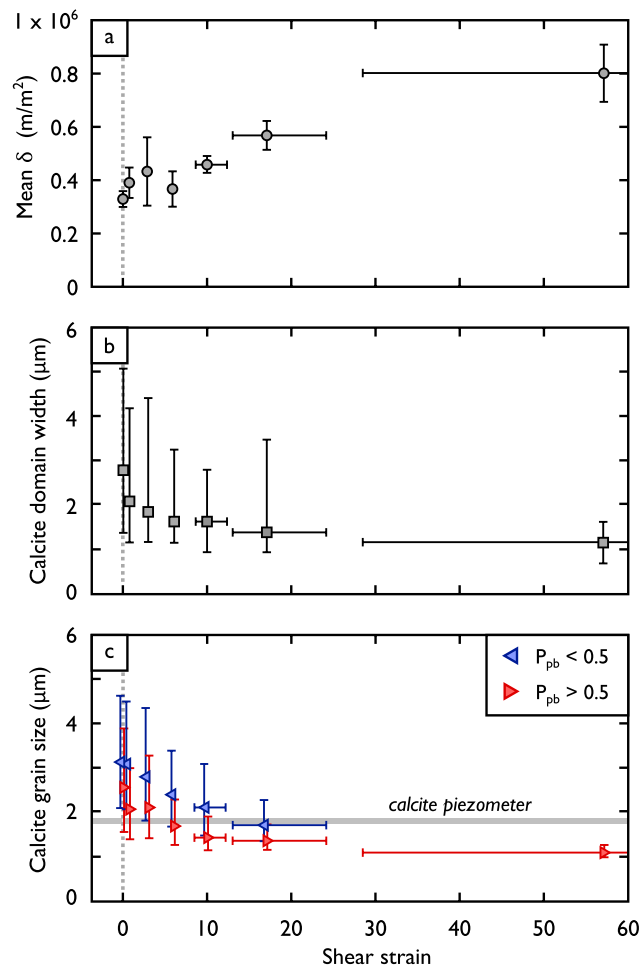 1 x 10⁶
a
0.8
0.6
0.4
0.2
0
Mean δ (m/m²)
6
b
4
2
0
Calcite domain width (μm)
6
c
P_pb < 0.5
P_pb > 0.5
4
2
0
Calcite grain size (μm)
calcite piezometer
0 10 20 30 40 50 60
Shear strain